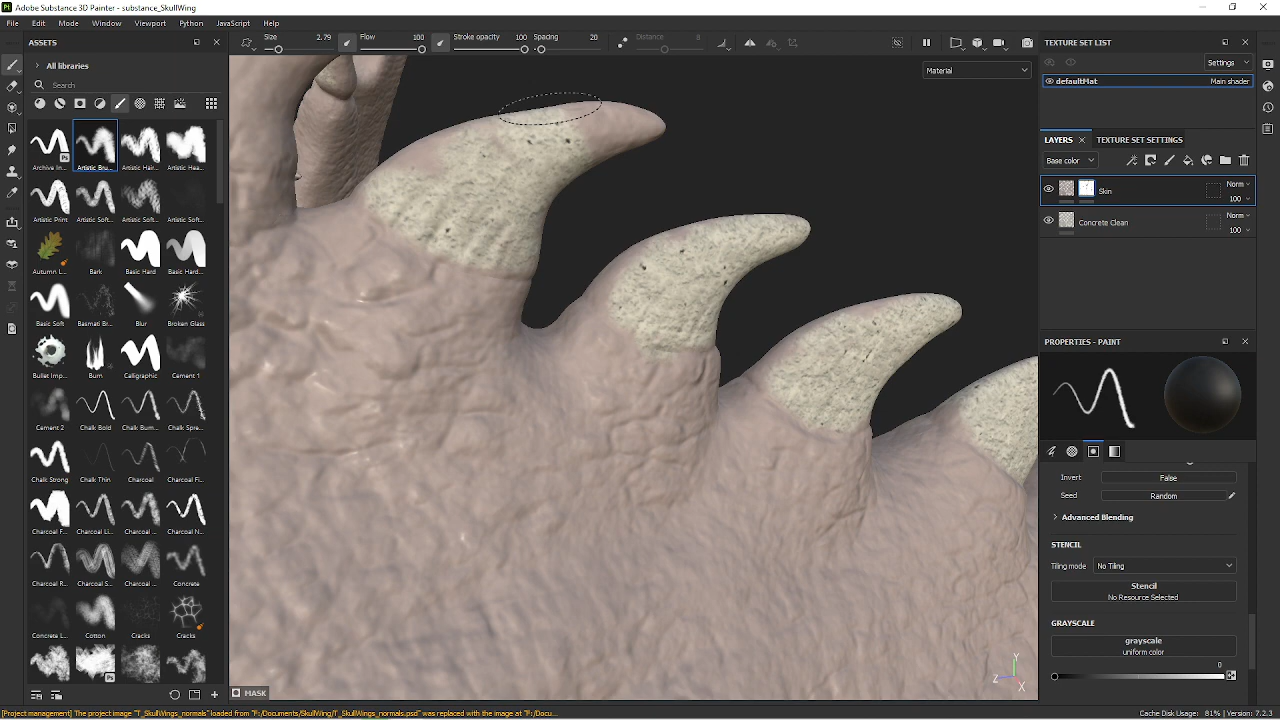 Adobe Substance 3D Painter - substance_SkullWing
File Edit Mode Window Viewport Python JavaScript Help
Size 2.79 Flow 100 Stroke opacity 100 Spacing 20 Distance 8
ASSETS
All libraries
Search
Archive In... Artistic Bru... Artistic Hair... Artistic Hea...
Artistic Print Artistic Soft... Artistic Soft... Artistic Soft...
Autumn L... Bark Basic Hard Basic Hard...
Basic Soft Basmati Br... Blur Broken Glass
Bullet Imp... Burn Calligraphic Cement 1
Cement 2 Chalk Bold Chalk Bum... Chalk Spre...
Chalk Strong Chalk Thin Charcoal Charcoal Fi...
Charcoal F... Charcoal Li... Charcoal ... Charcoal N...
Charcoal R... Charcoal S... Charcoal ... Concrete
Concrete L... Cotton Cracks Cracks
Ps
Ps
Material
Y
Z
X
MASK
TEXTURE SET LIST
Settings
defaultMat Main shader
LAYERS TEXTURE SET SETTINGS
Base color
Skin Norm 100
Concrete Clean Norm 100
PROPERTIES - PAINT
Invert False
Seed Random
Advanced Blending
STENCIL
Tiling mode No Tiling
Stencil
No Resource Selected
GRAYSCALE
grayscale
uniform color
0
[Project management] The project image "T_SkullWings_normals" loaded from "F:/Documents/SkullWing/T_SkullWings_normals.psd" was replaced with the image at "F:/Docu...
Cache Disk Usage: 81% | Version: 7.2.3